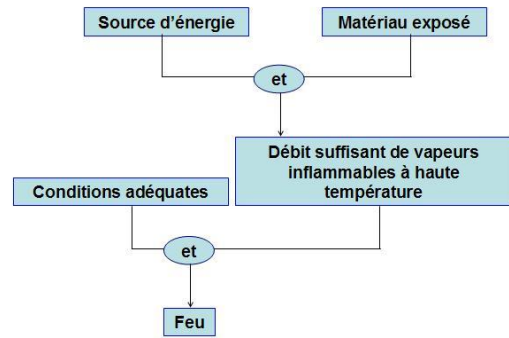 Source d'énergie
Matériau exposé
et
Débit suffisant de vapeurs
inflammables à haute
température
Conditions adéquates
et
Feu